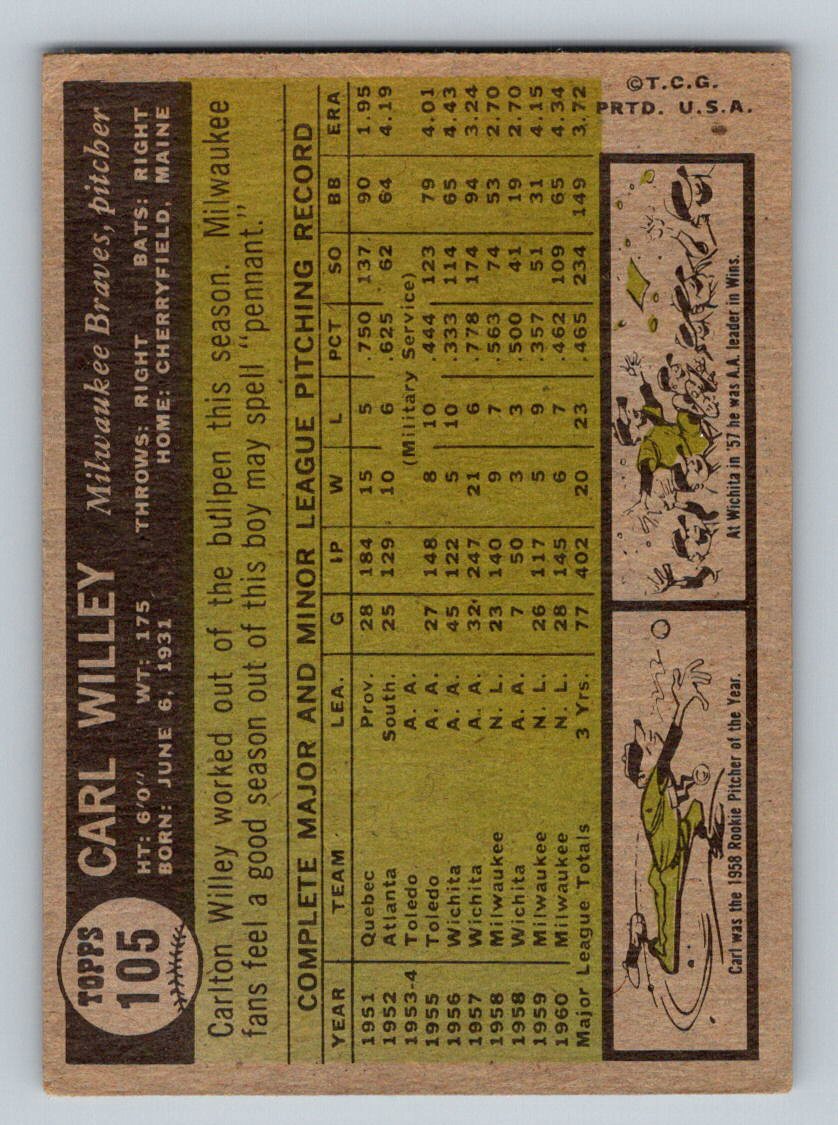 TOPPS
105
CARL WILLEY Milwaukee Braves, pitcher
HT: 6'0" WT: 175 THROWS: RIGHT BATS: RIGHT
BORN: JUNE 6, 1931 HOME: CHERRYFIELD, MAINE
Carlton Willey worked out of the bullpen this season. Milwaukee
fans feel a good season out of this boy may spell "pennant."
COMPLETE MAJOR AND MINOR LEAGUE PITCHING RECORD
YEAR TEAM LEA. G IP W L PCT SO BB ERA
1951 Quebec Prov. 28 184 15 5 .750 137 90 1.95
1952 Atlanta South. 25 129 10 6 .625 62 64 4.19
1953-4 Toledo A. A. (Military Service)
1955 Toledo A. A. 27 148 8 10 .444 123 79 4.01
1956 Wichita A. A. 45 122 5 10 .333 114 65 4.43
1957 Wichita A. A. 32 247 21 6 .778 174 94 3.24
1958 Milwaukee N. L. 23 140 9 7 .563 74 53 2.70
1958 Wichita A. A. 7 50 3 3 .500 41 19 2.70
1959 Milwaukee N. L. 26 117 5 9 .357 51 31 4.15
1960 Milwaukee N. L. 28 145 6 7 .462 109 65 4.34
Major League Totals 3 Yrs. 77 402 20 23 .465 234 149 3.72
Carl was the 1958 Rookie Pitcher of the Year.
At Wichita in '57 he was A.A. leader in Wins.
©T.C.G.
PRTD. U.S.A.